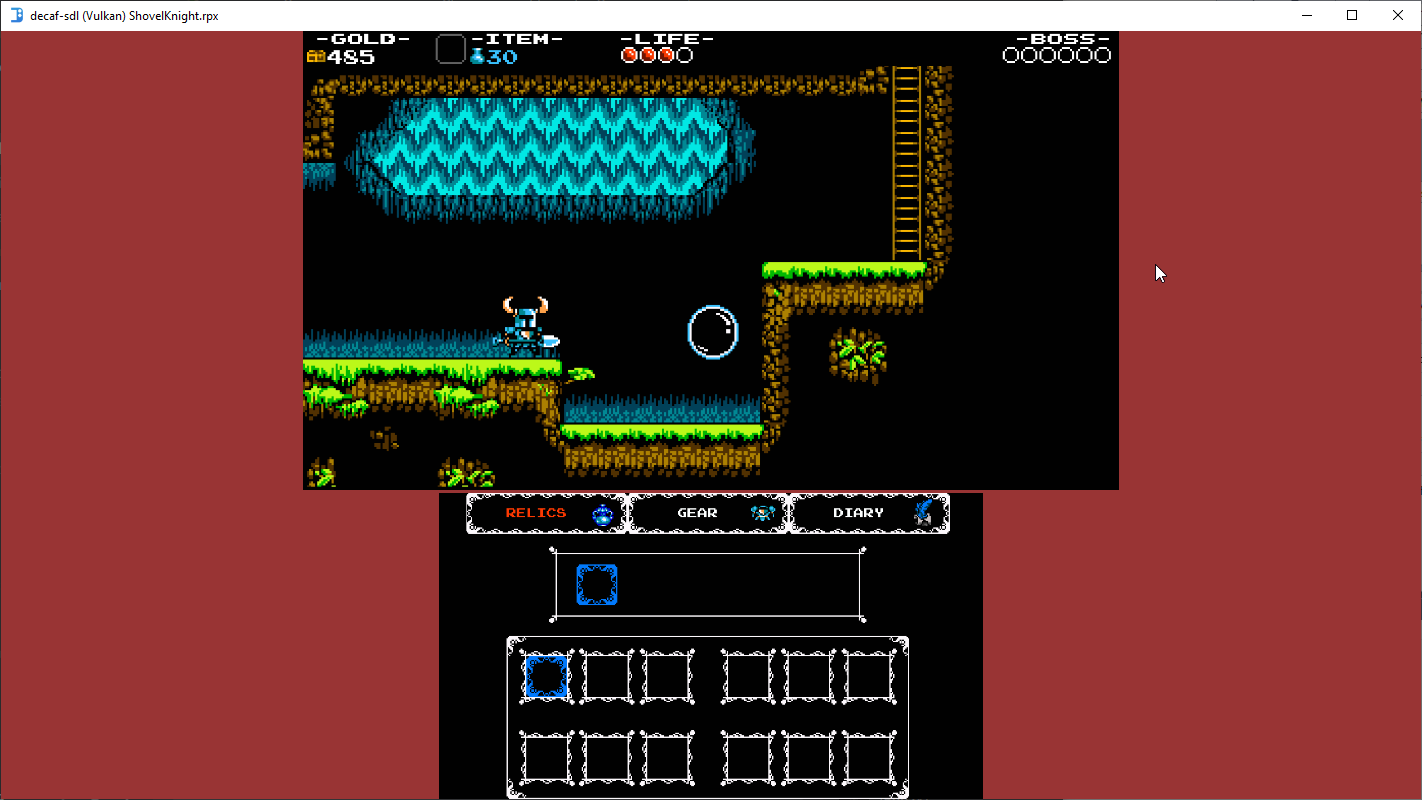 decaf-sdl (Vulkan) ShovelKnight.rpx
-GOLD- -ITEM- -LIFE- -BOSS-
485 30
RELICS GEAR DIARY